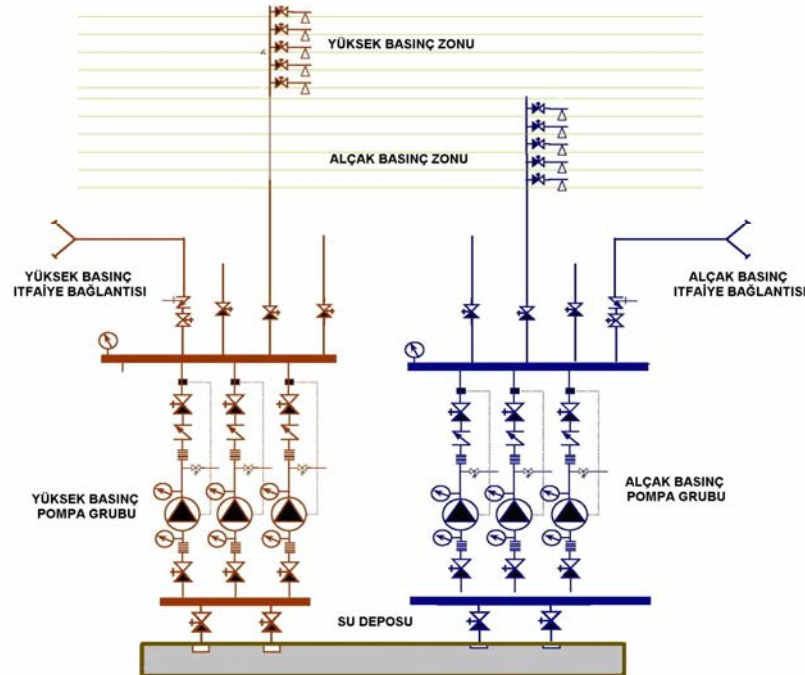 YÜKSEK BASINÇ ZONU
ALÇAK BASINÇ ZONU
YÜKSEK BASINÇ
ITFAİYE BAĞLANTISI
ALÇAK BASINÇ
ITFAİYE BAĞLANTISI
YÜKSEK BASINÇ
POMPA GRUBU
ALÇAK BASINÇ
POMPA GRUBU
SU DEPOSU